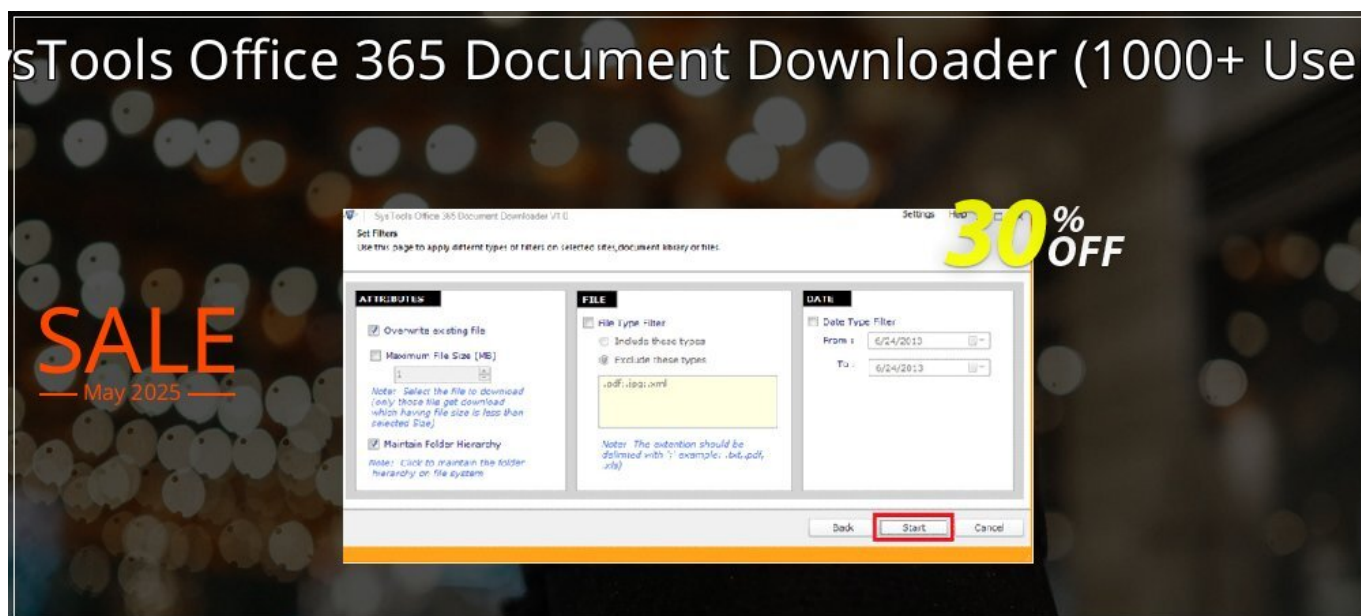 sTools Office 365 Document Downloader (1000+ Use
SALE
May 2025
30%
OFF
SysTools Office 365 Document Downloader V1.0
Settings
Set Filters
Use this page to apply differnt types of filters on selected sites,document library or files.
ATTRIBUTES
Overwrite existing file
Maximum File Size (MB)
1
Note: Select the file to download
(only those file get download
which having file size is less than
selected Size)
Maintain Folder Hierarchy
Note: Click to maintain the folder
hierarchy on file system
FILE
File Type Filter
Include these types
Exclude these types
.pdf;.jpg;.xml
Note: The extention should be
delimited with ';' example: .txt;.pdf;
.xls)
DATE
Date Type Filter
From :
6/24/2013
To :
6/24/2013
Back
Start
Cancel